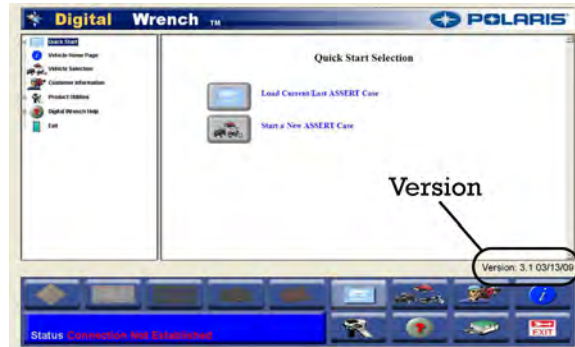 Digital Wrench TM
POLARIS
Quick Start
Vehicle Home Page
Vehicle Selection
Customer Information
Product Utilities
Digital Wrench Help
Exit
Quick Start Selection
Load Current/Last ASSERT Case
Start a New ASSERT Case
Version
Version: 3.1 03/13/09
Status Connection Not Established
EXIT